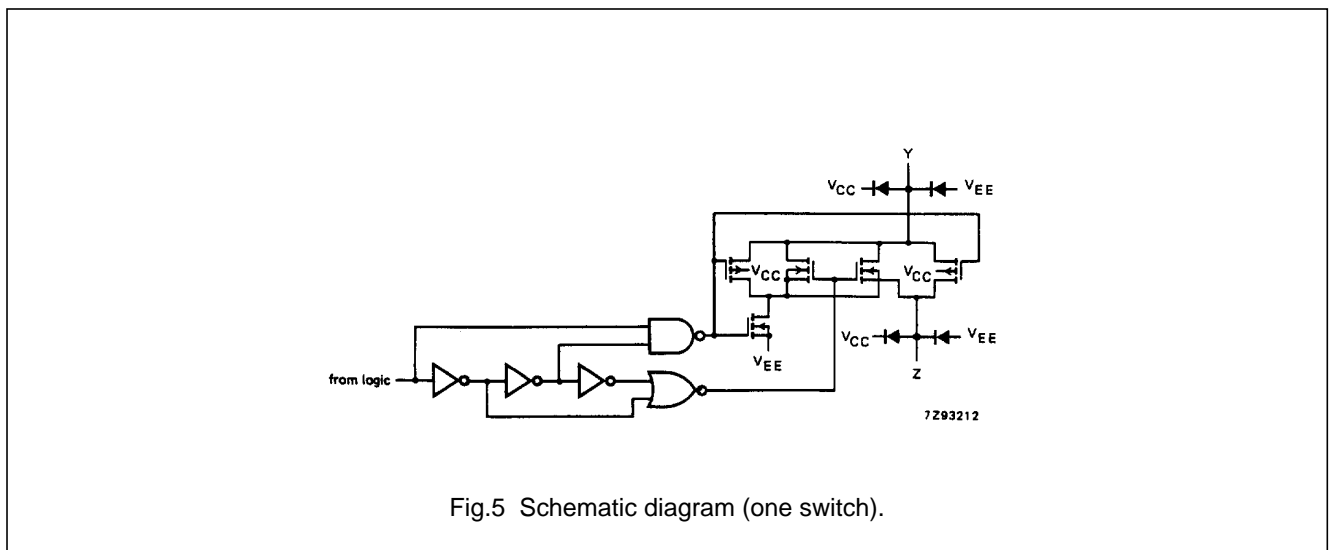 Y
VCC
VEE
VCC
VCC
VEE
VCC
VEE
from logic
Z
7Z93212
Fig.5 Schematic diagram (one switch).